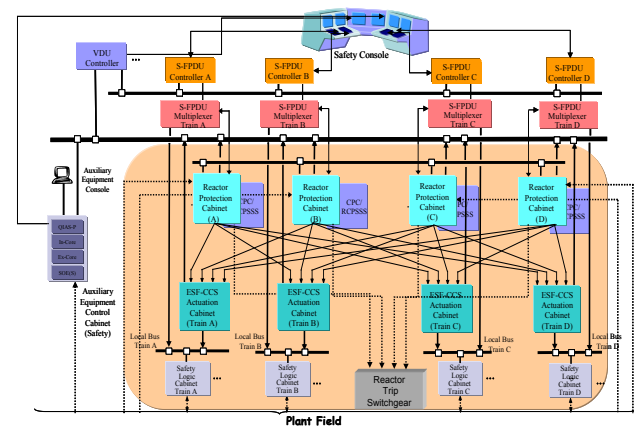 Safety Console
VDU
Controller
...
S-FPDU
Controller A
S-FPDU
Controller B
S-FPDU
Controller C
S-FPDU
Controller D
S-FPDU
Multiplexer
Train A
S-FPDU
Multiplexer
Train B
S-FPDU
Multiplexer
Train C
S-FPDU
Multiplexer
Train D
Auxiliary
Equipment
Console
Reactor
Protection
Cabinet
(A)
CPC/
CPSSS
Reactor
Protection
Cabinet
(B)
CPC/
RCPSSS
Reactor
Protection
Cabinet
(C)
PSSS
Reactor
Protection
Cabinet
(D)
CPC/
CPSSS
QIAS-P
In-Core
Ex-Core
SOE(S)
Auxiliary
Equipment
Control
Cabinet
(Safety)
ESF-CCS
Actuation
Cabinet
(Train A)
ESF-CCS
Actuation
Cabinet
(Train B)
ESF-CCS
Actuation
Cabinet
(Train C)
ESF-CCS
Actuation
Cabinet
(Train D)
Local Bus
Train A
Local Bus
Train B
Local Bus
Train C
Local Bus
Train D
Safety
Logic
Cabinet
Train A
...
Safety
Logic
Cabinet
Train B
...
Reactor
Trip
Switchgear
Safety
Logic
Cabinet
Train C
...
Safety
Logic
Cabinet
Train D
...
Plant Field